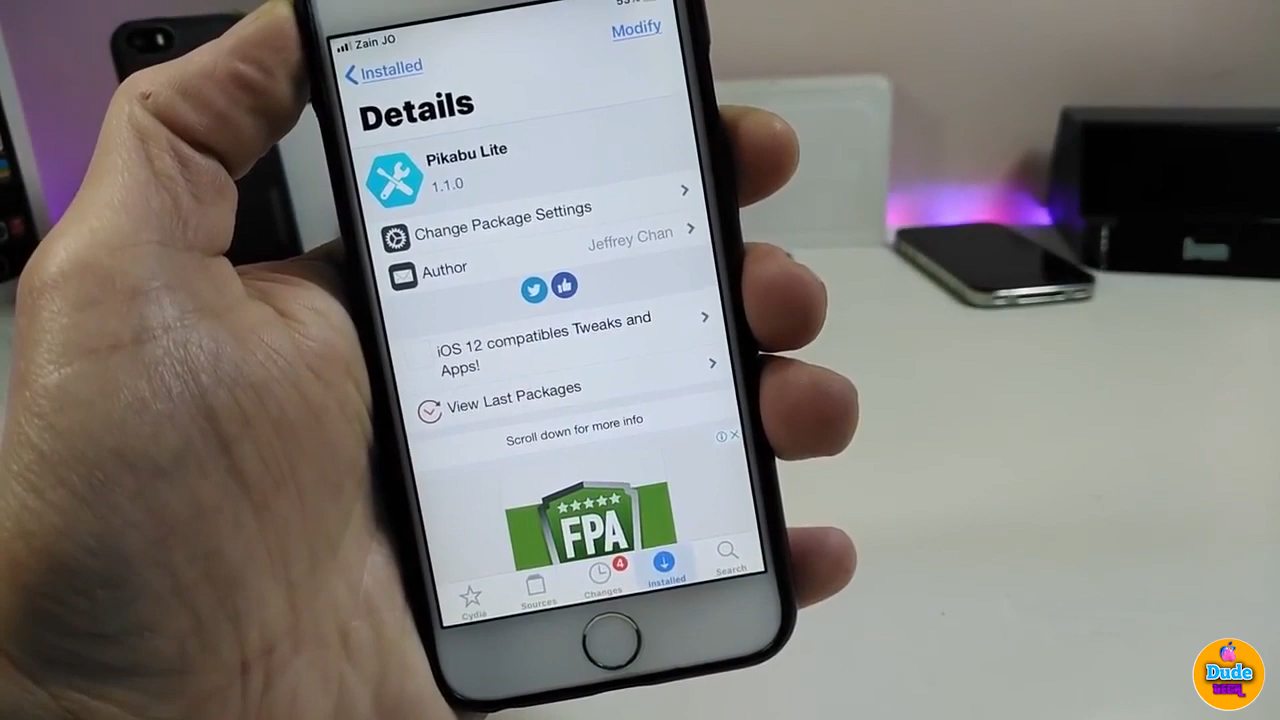 Zain JO
Modify
Installed
Details
Pikabu Lite
1.1.0
Change Package Settings
Jeffrey Chan
Author
iOS 12 compatibles Tweaks and
Apps!
View Last Packages
Scroll down for more info
FPA
4
Cydia
Sources
Changes
Installed
Search
Dude